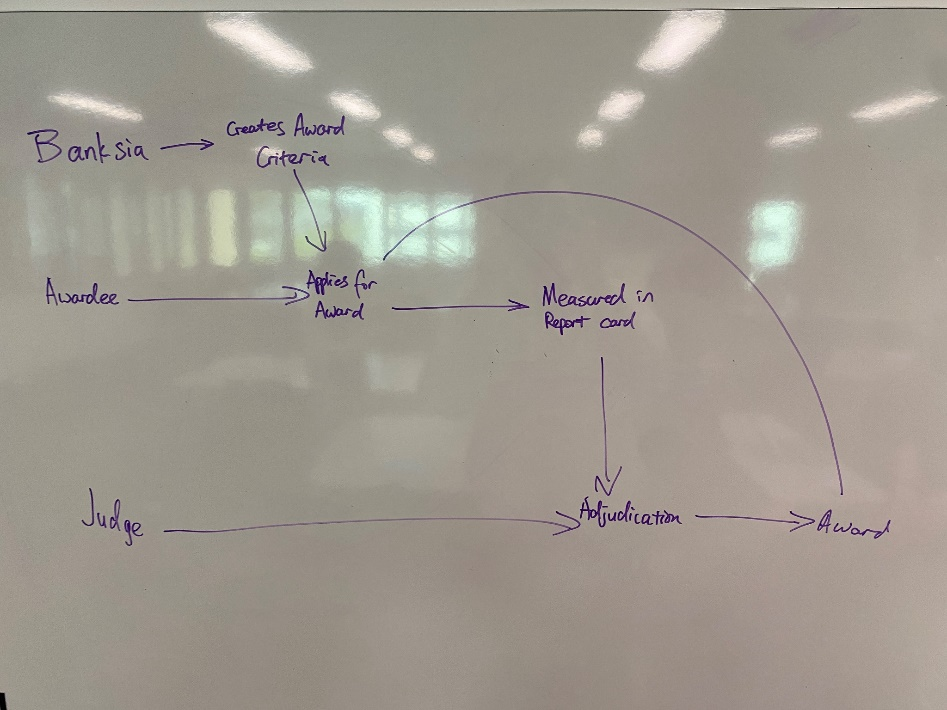 Banksia
Creates Award
Criteria
Awardee
Applies for
Award
Measured in
Report card
Judge
Adjudication
Award